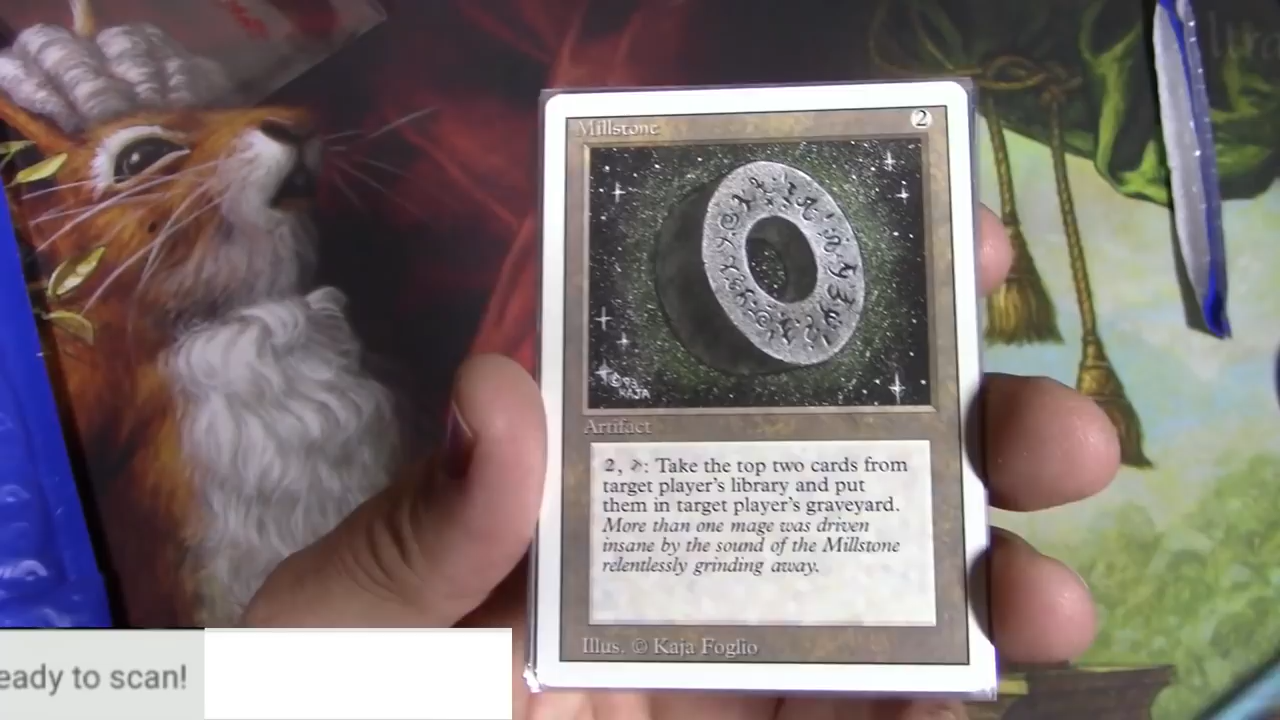 Millstone
2
©93
KAJA
Artifact
2, : Take the top two cards from
target player's library and put
them in target player's graveyard.
More than one mage was driven
insane by the sound of the Millstone
relentlessly grinding away.
Illus. © Kaja Foglio
eady to scan!